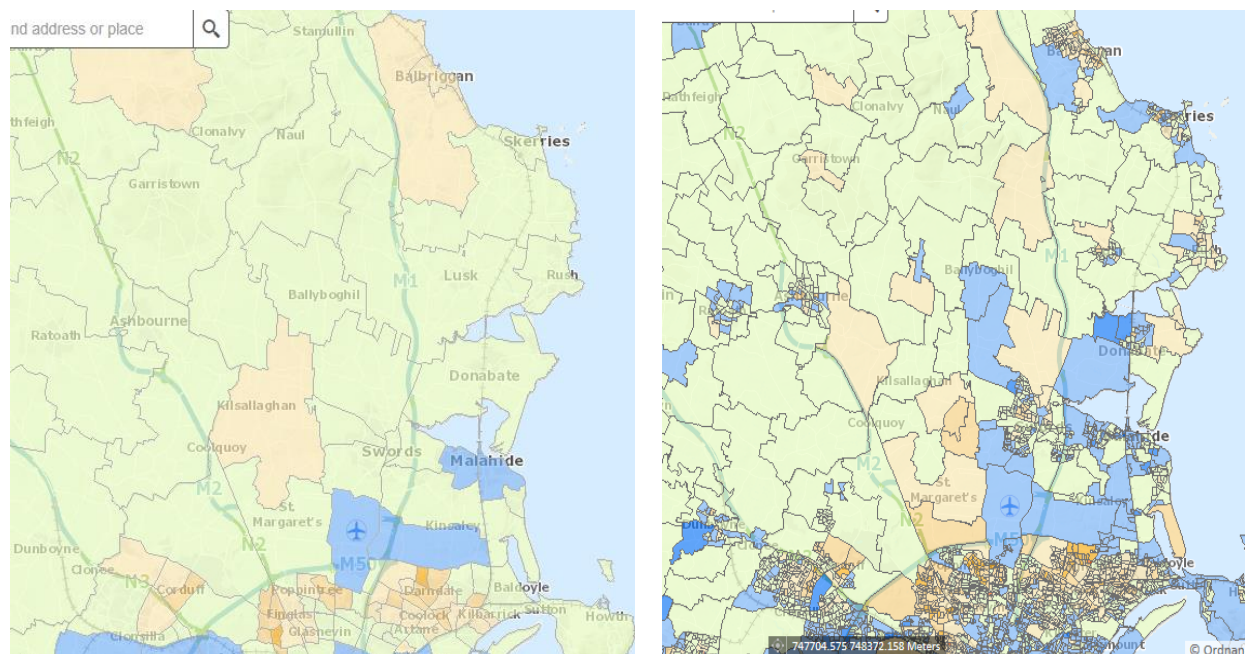 nd address or place
Stamullin
Balbriggan
thfeigh
Clonalvy
Naul
Skerries
N2
Garristown
M1
Lusk
Rush
Ballyboghil
Ratoath
Ashbourne
Donabate
Kilsallaghan
Coolquoy
Swords
Malahide
M2
St.
Margaret's
Kinsaley
Dunboyne
N2
M50
Clonee
N3
Corduff
Poppintree
Darndale
Baldoyle
Finglas
Coolock
Kilbarrick
Sutton
Howth
Clonsilla
Glasnevin
Artane
Rathfeigh
Clonalvy
Naul
N2
Garristown
M1
Ballyboghil
Kilsallaghan
Coolquoy
M2
St.
Margaret's
Kinsaley
N2
M50
747704.575 748372.158 Meters
© Ordnan